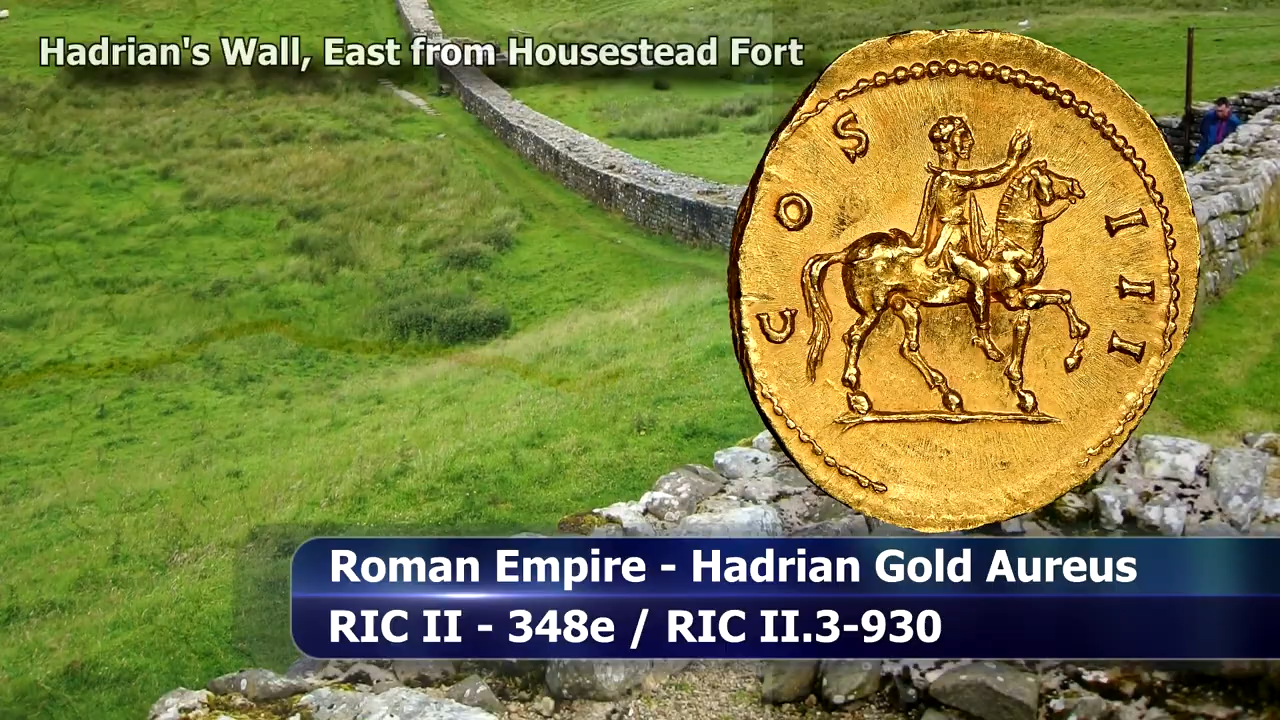 Hadrian's Wall, East from Housestead Fort
COS III
Roman Empire - Hadrian Gold Aureus
RIC II - 348e / RIC II.3-930